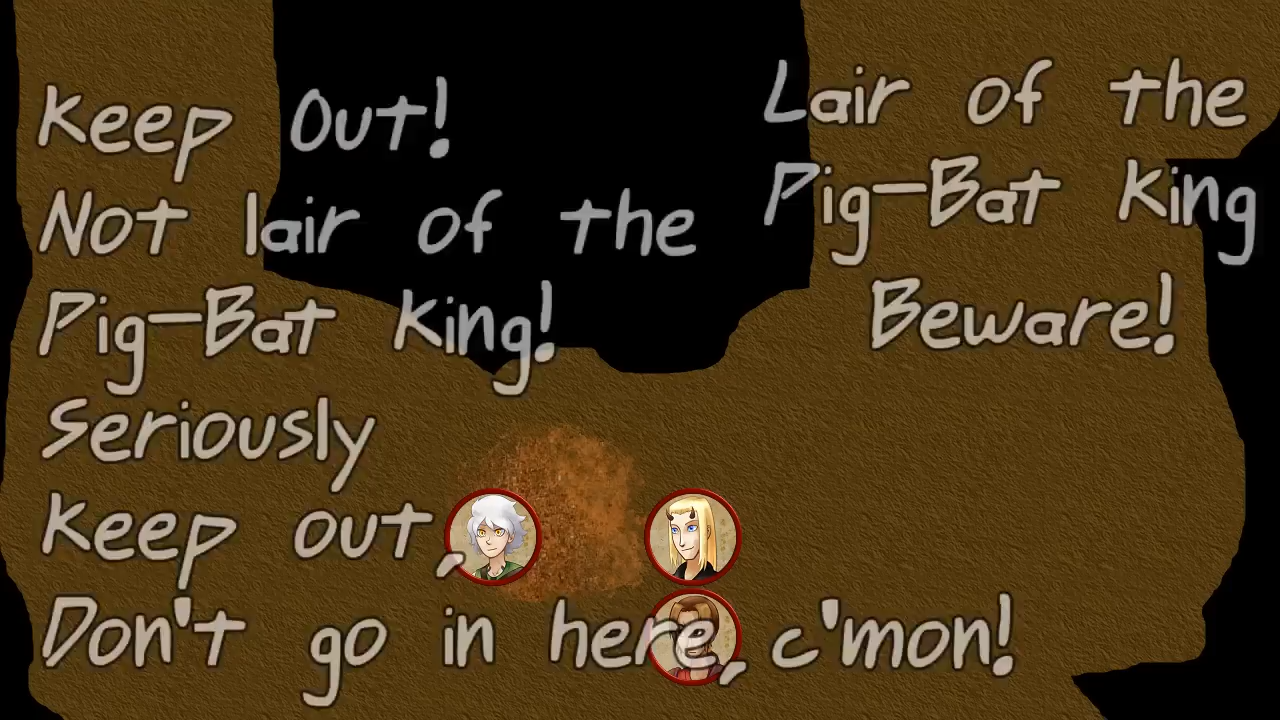 Keep Out!
Not lair of the
Pig-Bat King!
Seriously
Keep out,
Don't go in here, c'mon!
Lair of the
Pig-Bat King
Beware!